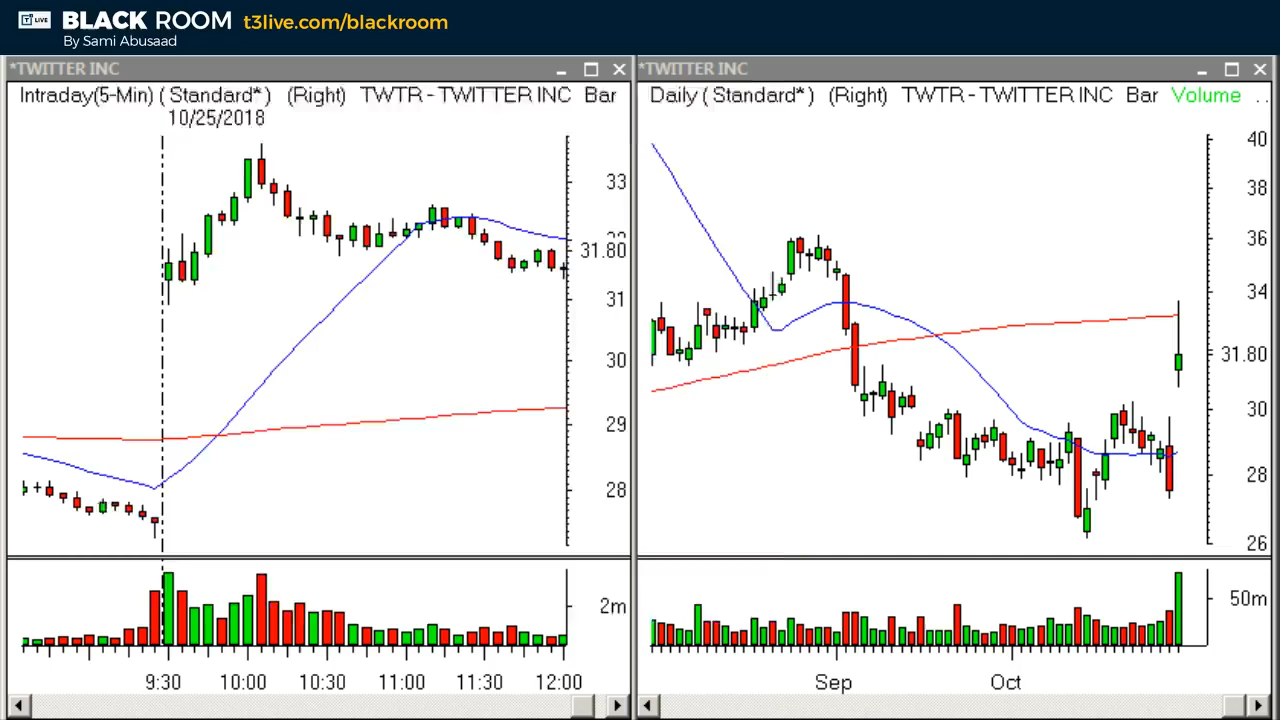 T3 LIVE BLACK ROOM t3live.com/blackroom
By Sami Abusaad
*TWITTER INC
Intraday(5-Min) ( Standard* ) (Right) TWTR - TWITTER INC Bar
10/25/2018
33
31.80
31
30
29
28
2m
9:30 10:00 10:30 11:00 11:30 12:00
*TWITTER INC
Daily ( Standard* ) (Right) TWTR - TWITTER INC Bar Volume ..
40
38
36
34
31.80
30
28
26
50m
Sep Oct